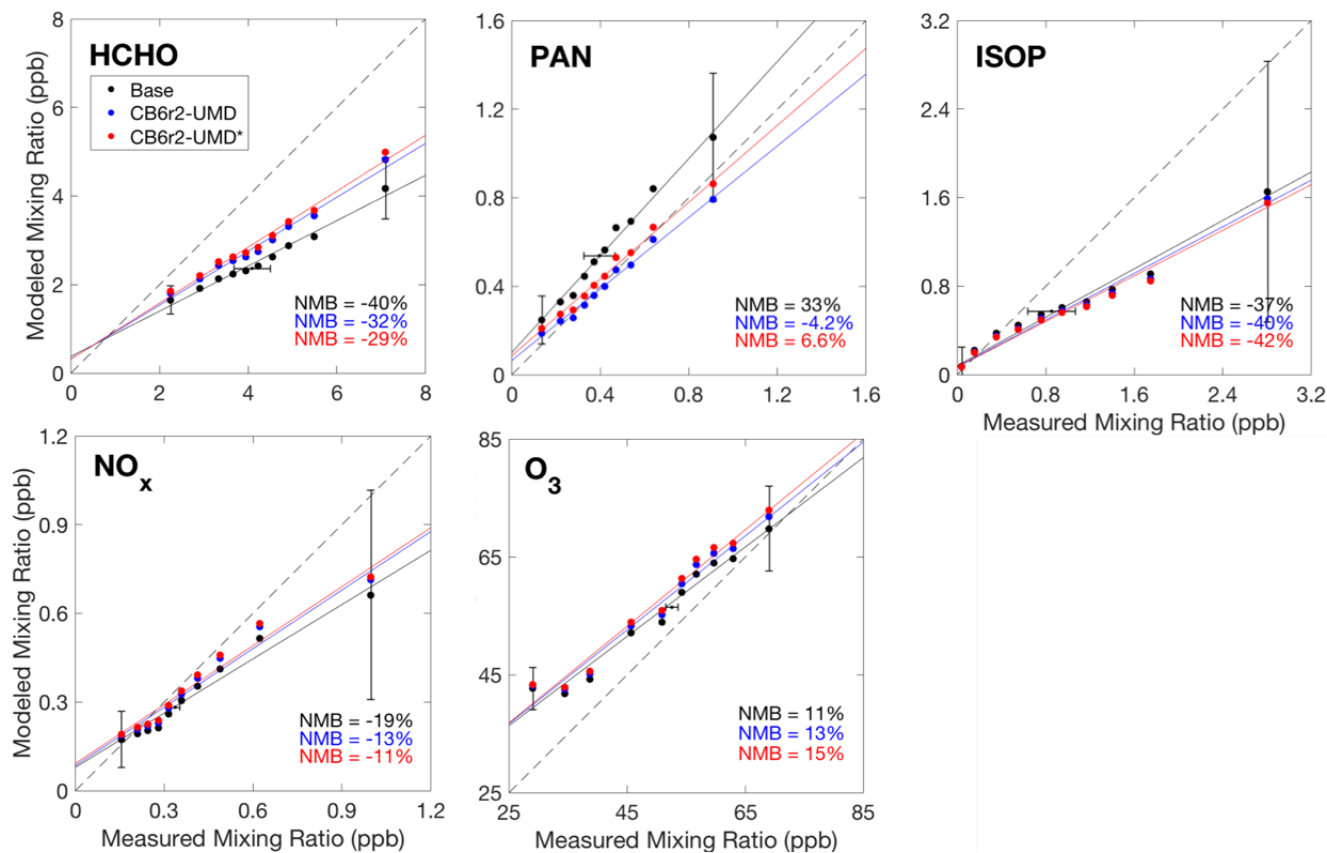 HCHO
Base
CB6r2-UMD
CB6r2-UMD*
NMB = -40%
NMB = -32%
NMB = -29%
Modeled Mixing Ratio (ppb)
8
6
4
2
0
0 2 4 6 8
PAN
NMB = 33%
NMB = -4.2%
NMB = 6.6%
1.6
1.2
0.8
0.4
0
0 0.4 0.8 1.2 1.6
ISOP
NMB = -37%
NMB = -40%
NMB = -42%
3.2
2.4
1.6
0.8
0
0 0.8 1.6 2.4 3.2
Measured Mixing Ratio (ppb)
NOx
NMB = -19%
NMB = -13%
NMB = -11%
Modeled Mixing Ratio (ppb)
1.2
0.9
0.6
0.3
0
0 0.3 0.6 0.9 1.2
Measured Mixing Ratio (ppb)
O3
NMB = 11%
NMB = 13%
NMB = 15%
85
65
45
25
25 45 65 85
Measured Mixing Ratio (ppb)